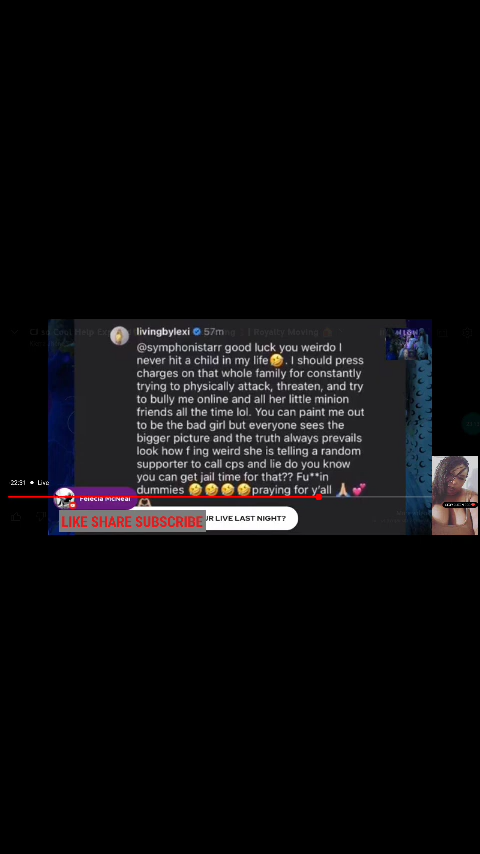 livingbylexi 57m
@symphonistarr good luck you weirdo I
never hit a child in my life🤣. I should press
charges on that whole family for constantly
trying to physically attack, threaten, and try
to bully me online and all her little minion
friends all the time lol. You can paint me out
to be the bad girl but everyone sees the
bigger picture and the truth always prevails
look how f ing weird she is telling a random
supporter to call cps and lie do you know
you can get jail time for that?? Fu**in
dummies 🤣🤣🤣🤣praying for y'all 🙏🏽💕
🫶🏽
-22:31 • Live
Felecia McNeal
LIKE SHARE SUBSCRIBE
UR LIVE LAST NIGHT?